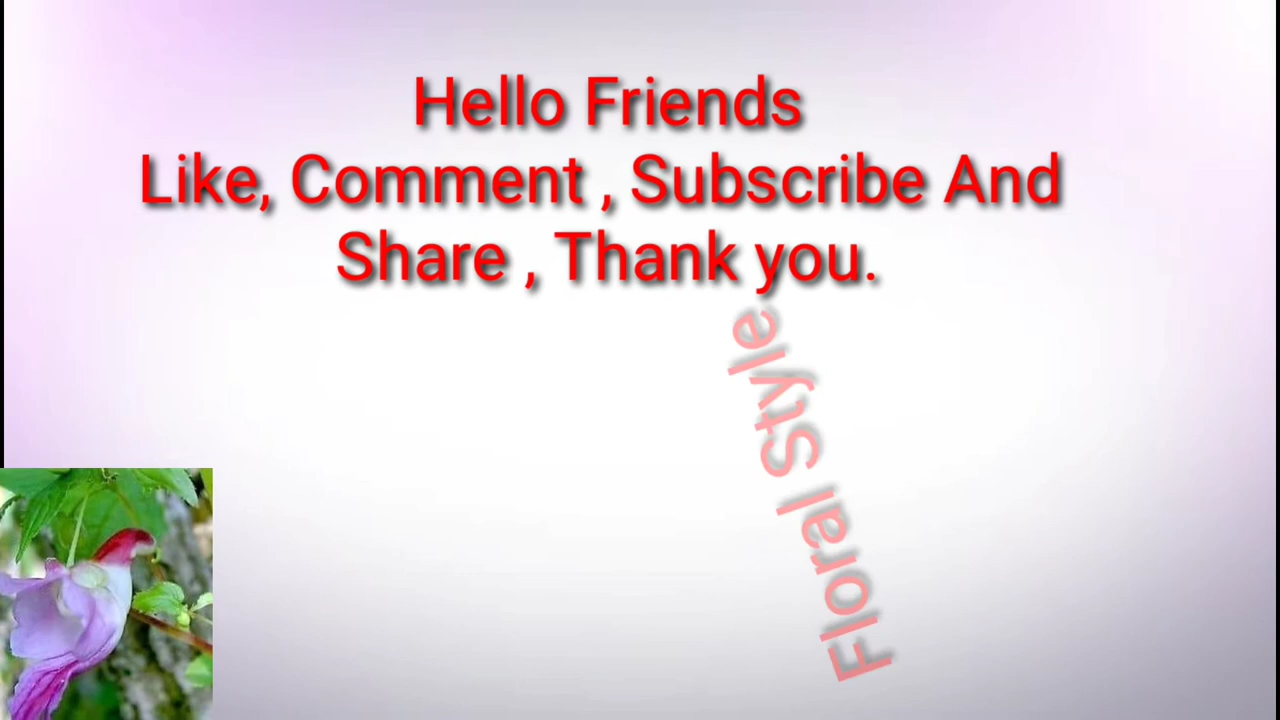 Hello Friends
Like, Comment , Subscribe And
Share , Thank you.
Floral Style